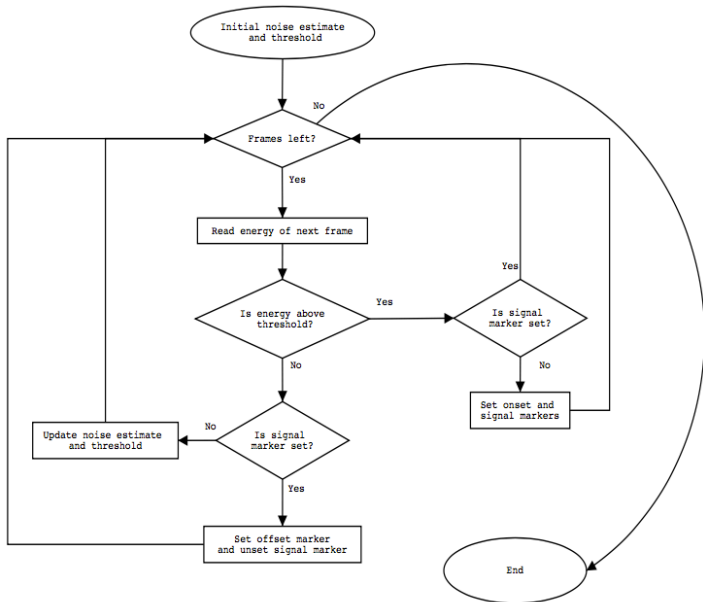 Initial noise estimate
and threshold
No
Frames left?
Yes
Read energy of next frame
Yes
Is energy above
threshold?
Yes
Is signal
marker set?
No
No
Set onset and
signal markers
Is signal
marker set?
No
Update noise estimate
and threshold
Yes
Set offset marker
and unset signal marker
End